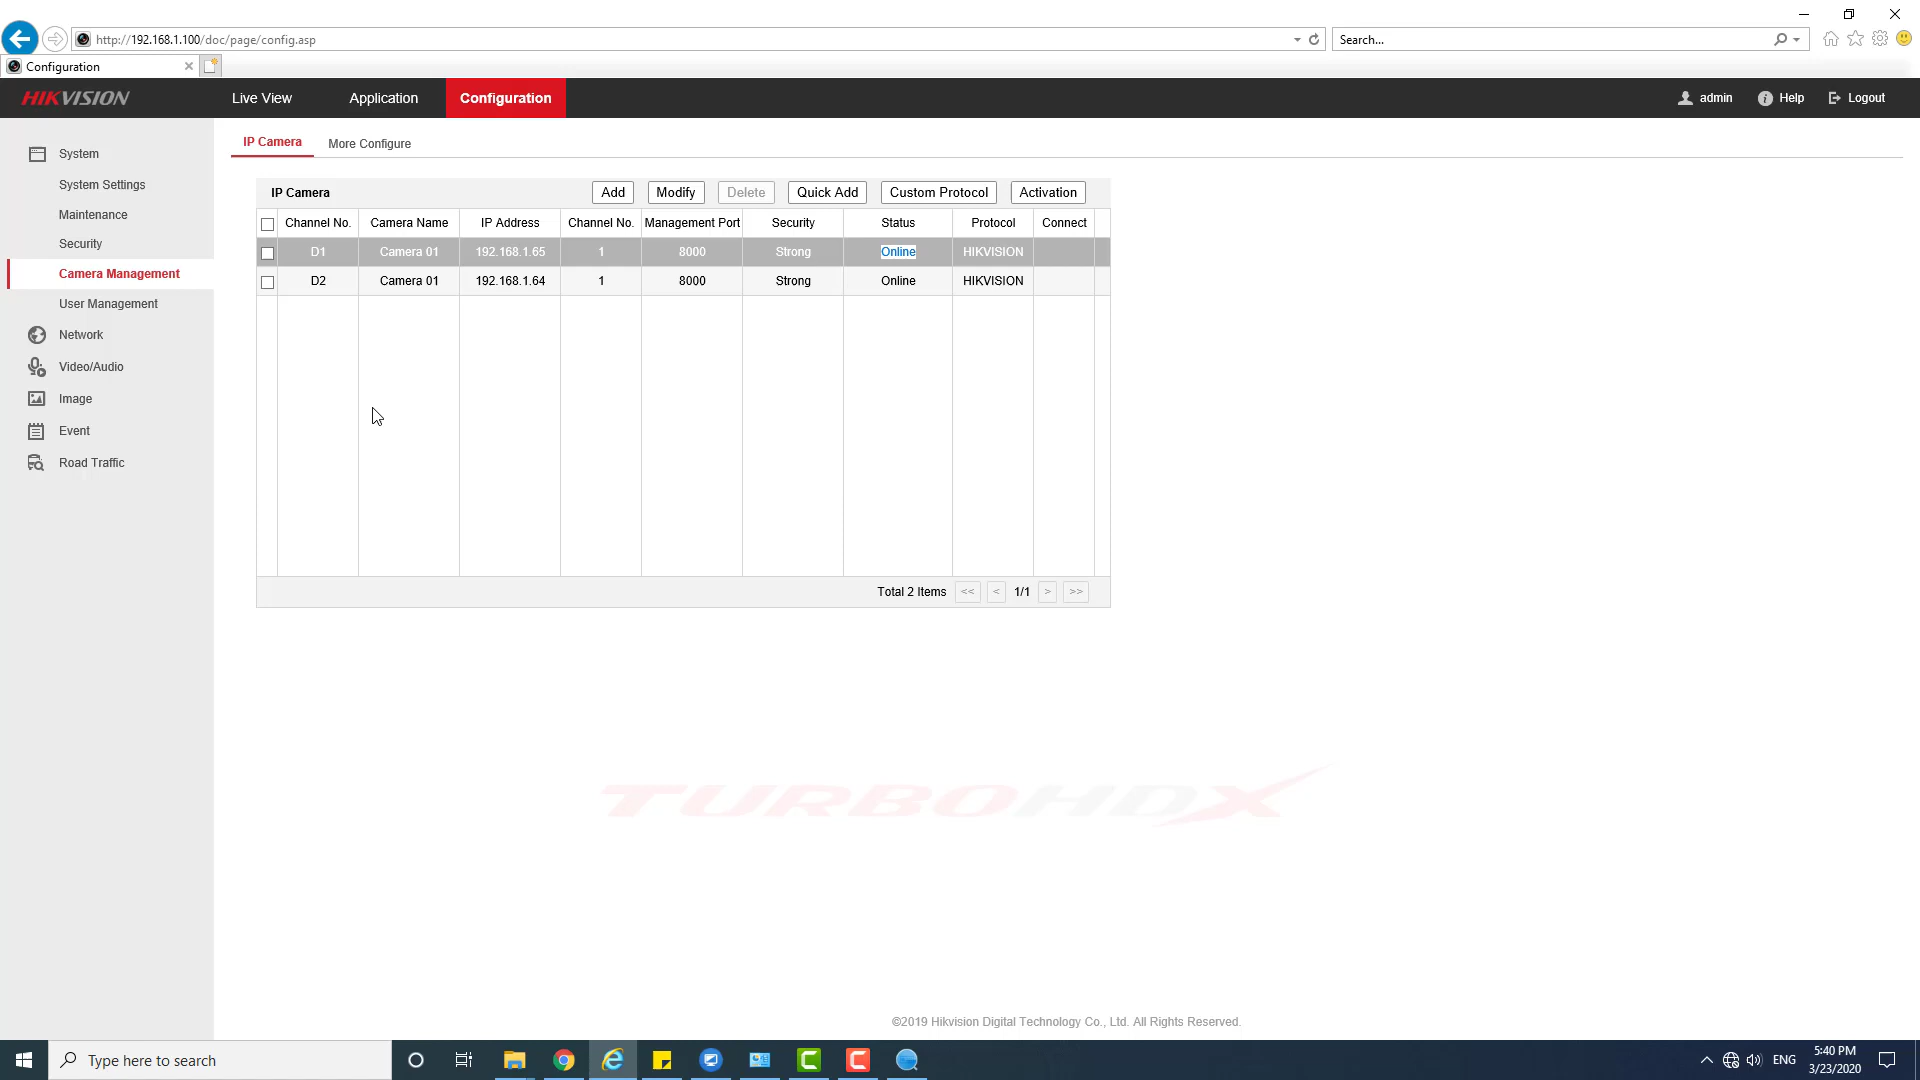 http://192.168.1.100/doc/page/config.asp
Search...
Configuration
HIKVISION
Live View
Application
Configuration
admin
Help
Logout
System
System Settings
Maintenance
Security
Camera Management
User Management
Network
Video/Audio
Image
Event
Road Traffic
IP Camera
More Configure
IP Camera
Add
Modify
Delete
Quick Add
Custom Protocol
Activation
Channel No. Camera Name IP Address Channel No. Management Port Security Status Protocol Connect
D1 Camera 01 192.168.1.65 1 8000 Strong Online HIKVISION
D2 Camera 01 192.168.1.64 1 8000 Strong Online HIKVISION
Total 2 Items << < 1/1 > >>
TURBOHDX
©2019 Hikvision Digital Technology Co., Ltd. All Rights Reserved.
Type here to search
ENG
5:40 PM
3/23/2020